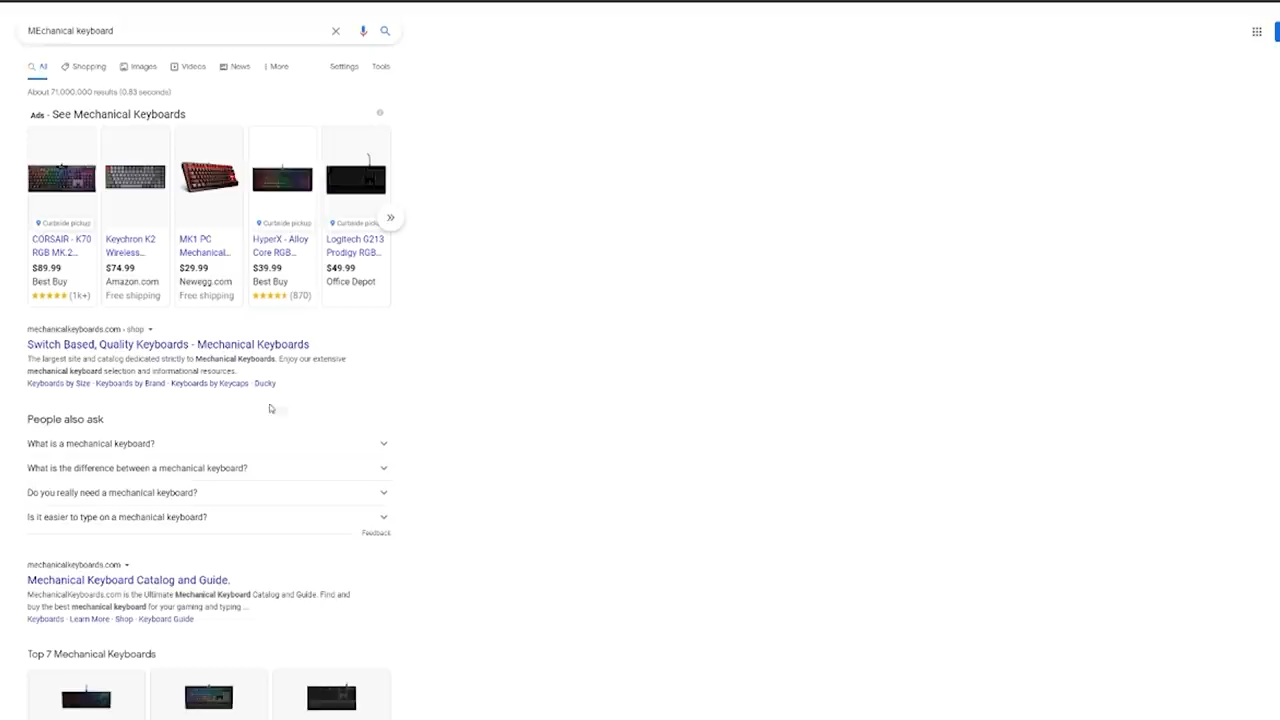 MEchanical keyboard
All Shopping Images Videos News More Settings Tools
About 71,000,000 results (0.83 seconds)
Ads · See Mechanical Keyboards
Curbside pickup Curbside pickup Curbside pick
CORSAIR - K70 Keychron K2 MK1 PC HyperX - Alloy Logitech G213
RGB MK.2... Wireless... Mechanical... Core RGB... Prodigy RGB...
$89.99 $74.99 $29.99 $39.99 $49.99
Best Buy Amazon.com Newegg.com Best Buy Office Depot
(1k+) Free shipping Free shipping (870)
mechanicalkeyboards.com › shop
Switch Based, Quality Keyboards - Mechanical Keyboards
The largest site and catalog dedicated strictly to Mechanical Keyboards. Enjoy our extensive
mechanical keyboard selection and informational resources.
Keyboards by Size · Keyboards by Brand · Keyboards by Keycaps · Ducky
People also ask
What is a mechanical keyboard?
What is the difference between a mechanical keyboard?
Do you really need a mechanical keyboard?
Is it easier to type on a mechanical keyboard?
Feedback
mechanicalkeyboards.com
Mechanical Keyboard Catalog and Guide.
MechanicalKeyboards.com is the Ultimate Mechanical Keyboard Catalog and Guide. Find and
buy the best mechanical keyboard for your gaming and typing ...
Keyboards · Learn More · Shop · Keyboard Guide
Top 7 Mechanical Keyboards